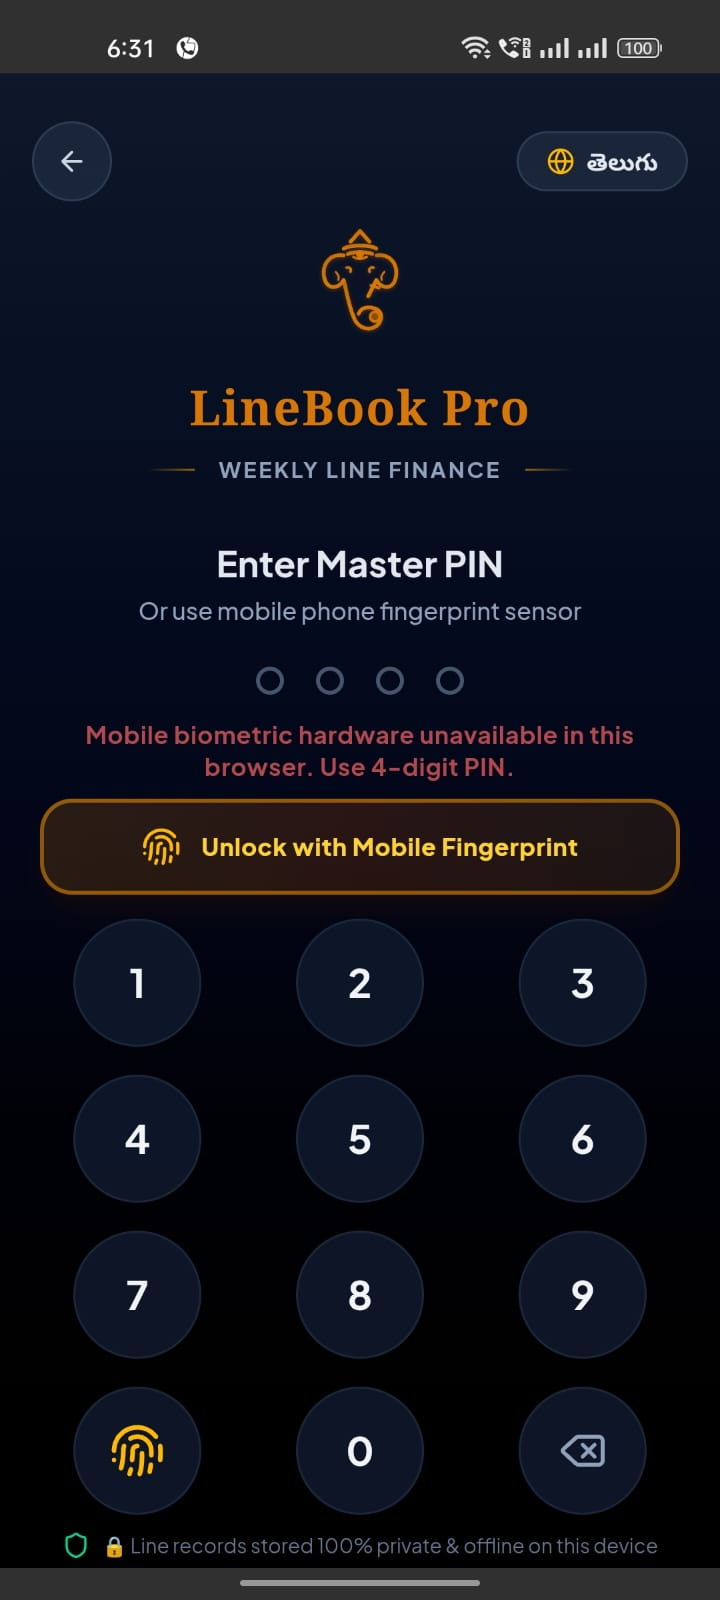 6:31
100
తెలుగు
LineBook Pro
WEEKLY LINE FINANCE
Enter Master PIN
Or use mobile phone fingerprint sensor
Mobile biometric hardware unavailable in this
browser. Use 4-digit PIN.
Unlock with Mobile Fingerprint
1 2 3
4 5 6
7 8 9
0
🔒 Line records stored 100% private & offline on this device